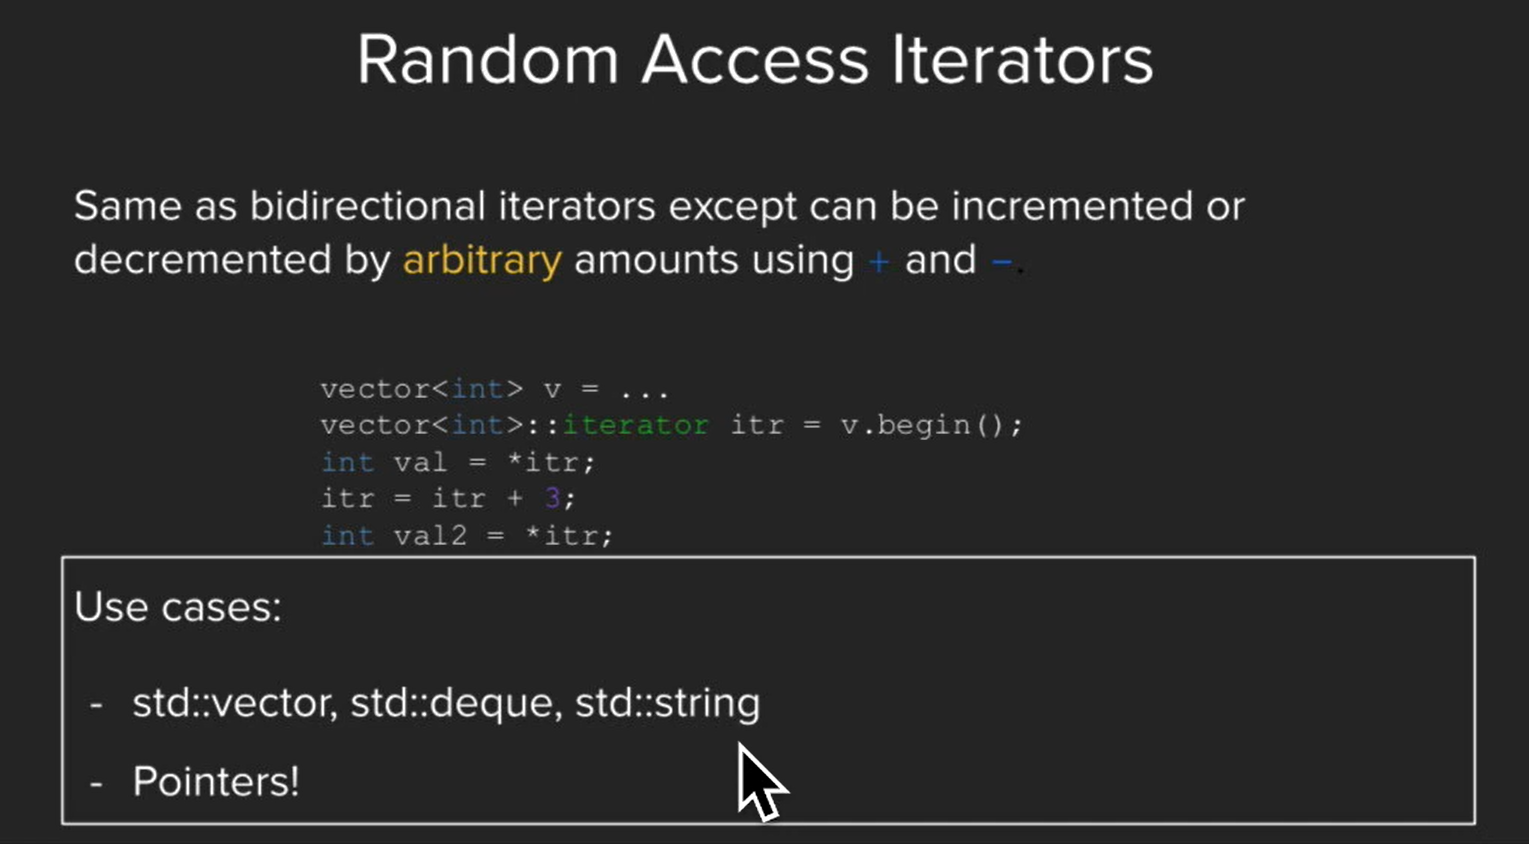 Random Access Iterators
Same as bidirectional iterators except can be incremented or
decremented by arbitrary amounts using + and −.
vector<int> v = ...
vector<int>::iterator itr = v.begin();
int val = *itr;
itr = itr + 3;
int val2 = *itr;
Use cases:
- std::vector, std::deque, std::string
- Pointers!